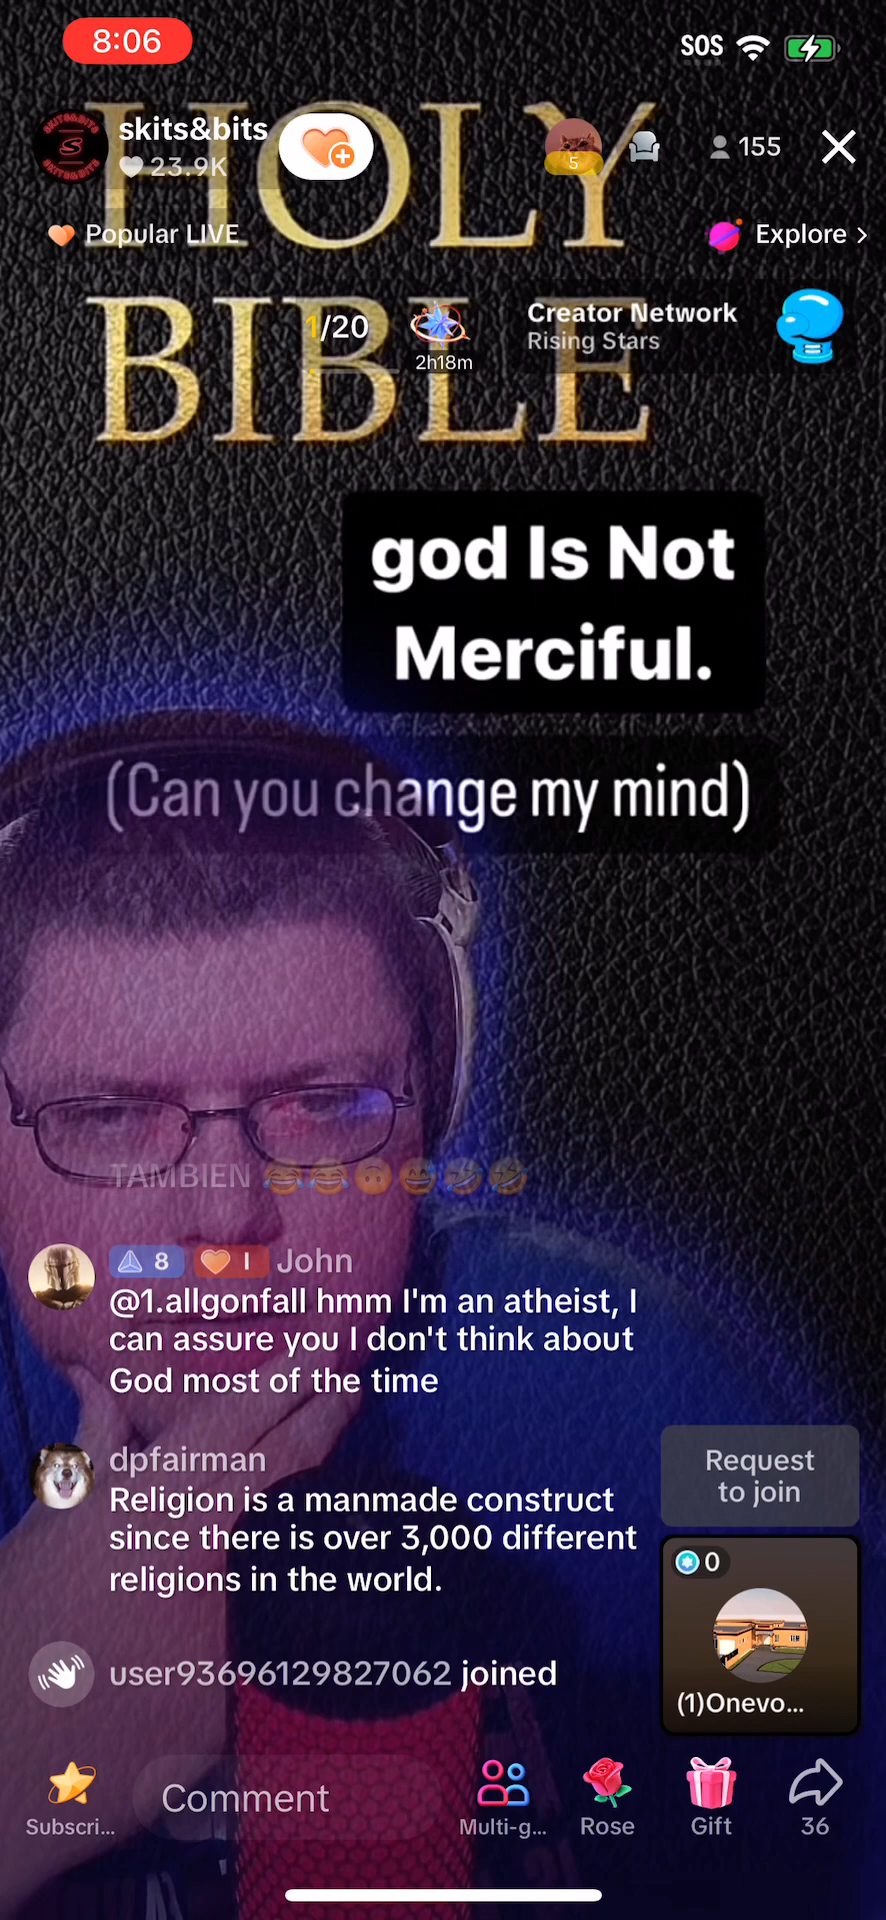 8:06
SOS
HOLY
skits&bits
23.9K
5
155
Popular LIVE
Explore >
BIBLE
1/20
2h18m
Creator Network
Rising Stars
god Is Not
Merciful.
(Can you change my mind)
TAMBIEN 😂😂🙃😅🤣🤣
8 I John
@1.allgonfall hmm I'm an atheist, I
can assure you I don't think about
God most of the time
dpfairman
Religion is a manmade construct
since there is over 3,000 different
religions in the world.
user93696129827062 joined
Request
to join
0
(1)Onevo...
Subscri...
Comment
Multi-g...
Rose
Gift
36